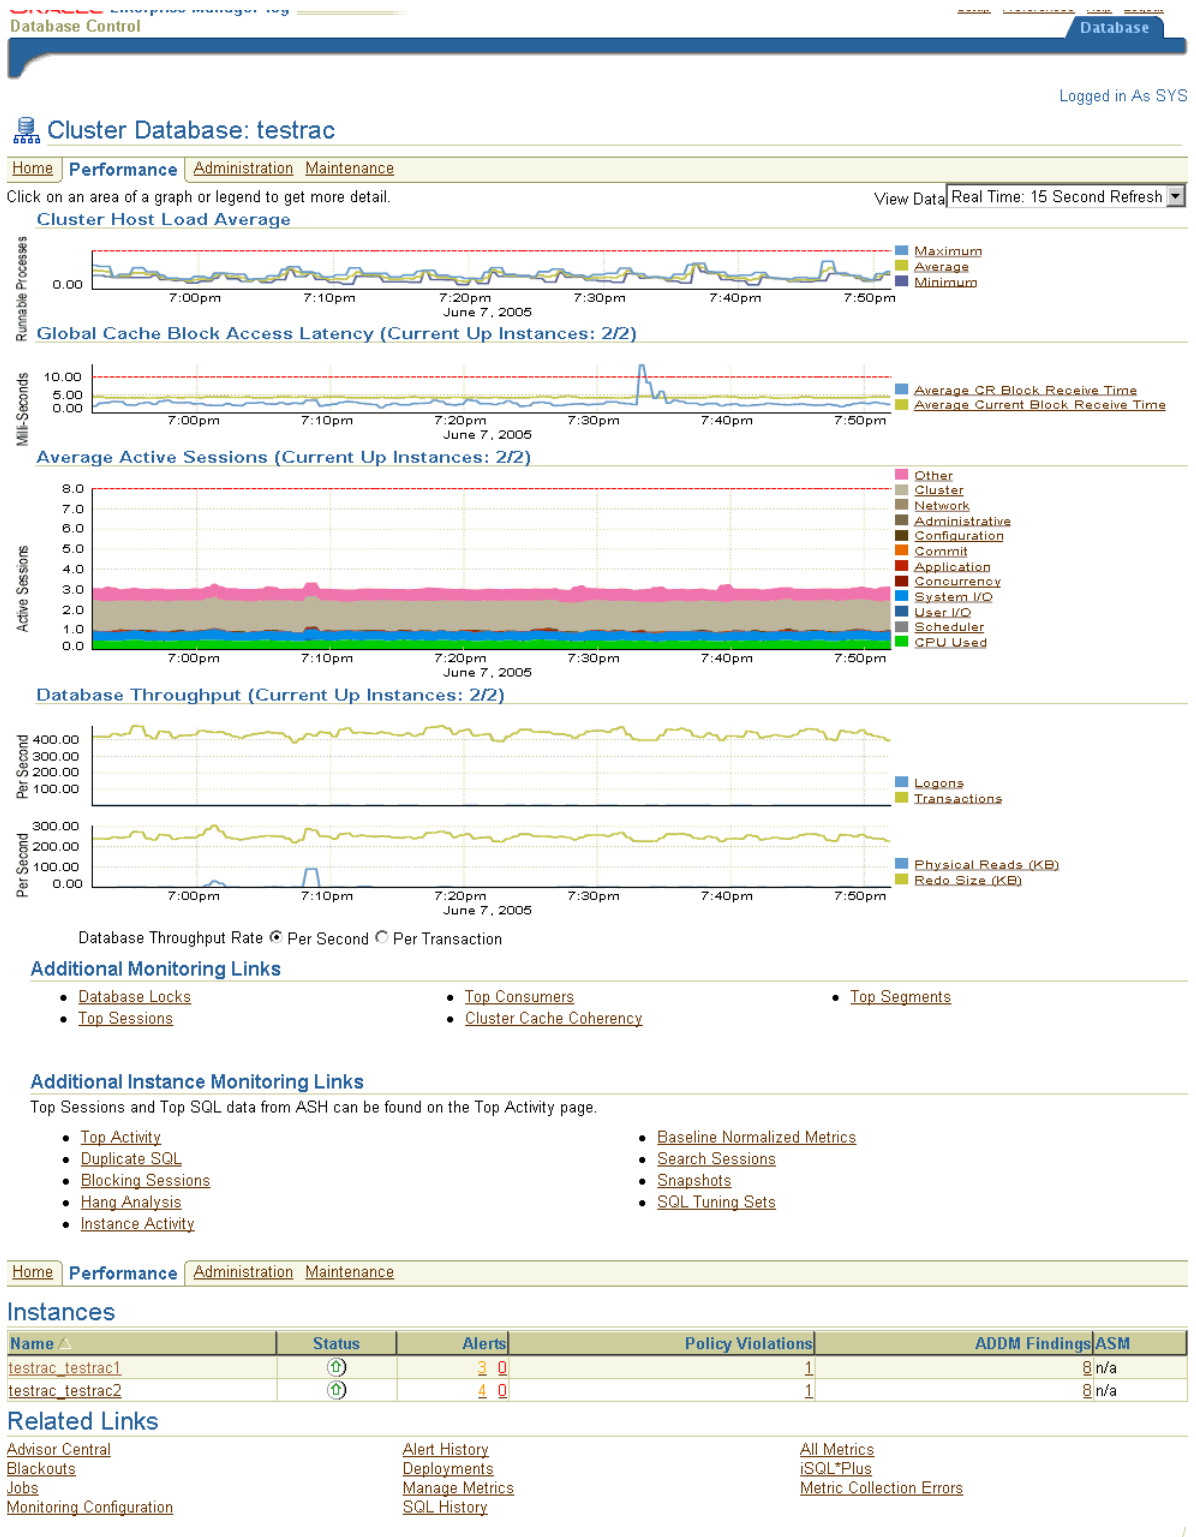 ORACLE Enterprise Manager 10g
Setup Preferences Help Logout
Database Control
Database
Logged in As SYS
Cluster Database: testrac
Home Performance Administration Maintenance
Click on an area of a graph or legend to get more detail.
View Data Real Time: 15 Second Refresh
Cluster Host Load Average
Runnable Processes
0.00
7:00pm 7:10pm 7:20pm 7:30pm 7:40pm 7:50pm
June 7, 2005
Maximum
Average
Minimum
Global Cache Block Access Latency (Current Up Instances: 2/2)
Milli-Seconds
10.00
5.00
0.00
7:00pm 7:10pm 7:20pm 7:30pm 7:40pm 7:50pm
June 7, 2005
Average CR Block Receive Time
Average Current Block Receive Time
Average Active Sessions (Current Up Instances: 2/2)
Active Sessions
8.0
7.0
6.0
5.0
4.0
3.0
2.0
1.0
0.0
7:00pm 7:10pm 7:20pm 7:30pm 7:40pm 7:50pm
June 7, 2005
Other
Cluster
Network
Administrative
Configuration
Commit
Application
Concurrency
System I/O
User I/O
Scheduler
CPU Used
Database Throughput (Current Up Instances: 2/2)
Per Second
400.00
300.00
200.00
100.00
Logons
Transactions
Per Second
300.00
200.00
100.00
0.00
7:00pm 7:10pm 7:20pm 7:30pm 7:40pm 7:50pm
June 7, 2005
Physical Reads (KB)
Redo Size (KB)
Database Throughput Rate Per Second Per Transaction
Additional Monitoring Links
Database Locks Top Consumers Top Segments
Top Sessions Cluster Cache Coherency
Additional Instance Monitoring Links
Top Sessions and Top SQL data from ASH can be found on the Top Activity page.
Top Activity Baseline Normalized Metrics
Duplicate SQL Search Sessions
Blocking Sessions Snapshots
Hang Analysis SQL Tuning Sets
Instance Activity
Home Performance Administration Maintenance
Instances
Name Status Alerts Policy Violations ADDM Findings ASM
testrac_testrac1 3 0 1 8 n/a
testrac_testrac2 4 0 1 8 n/a
Related Links
Advisor Central Alert History All Metrics
Blackouts Deployments iSQL*Plus
Jobs Manage Metrics Metric Collection Errors
Monitoring Configuration SQL History